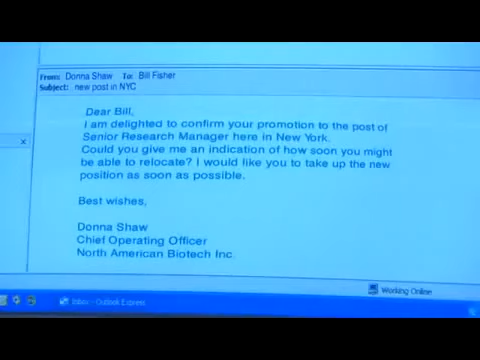 From: Donna Shaw To: Bill Fisher
Subject: new post in NYC
Dear Bill,
I am delighted to confirm your promotion to the post of
Senior Research Manager here in New York.
Could you give me an indication of how soon you might
be able to relocate? I would like you to take up the new
position as soon as possible.
Best wishes,
Donna Shaw
Chief Operating Officer
North American Biotech Inc.
Working Online
Inbox - Outlook Express